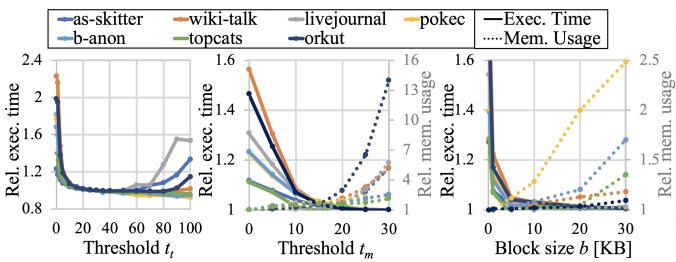 as-skitter wiki-talk livejournal pokec
b-anon topcats orkut
Exec. Time
Mem. Usage
Rel. exec. time
2.4
2
1.6
1.2
0.8
0 20 40 60 80 100
Threshold t_t
Rel. exec. time
1.6
1.4
1.2
1
0 10 20 30
Threshold t_m
16
13
10
7
4
1
Rel. mem. usage
Rel. exec. time
1.6
1.4
1.2
1
0 10 20 30
Block size b [KB]
2.5
2
1.5
1
Rel. mem. usage